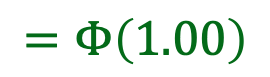 = Φ(1.00)